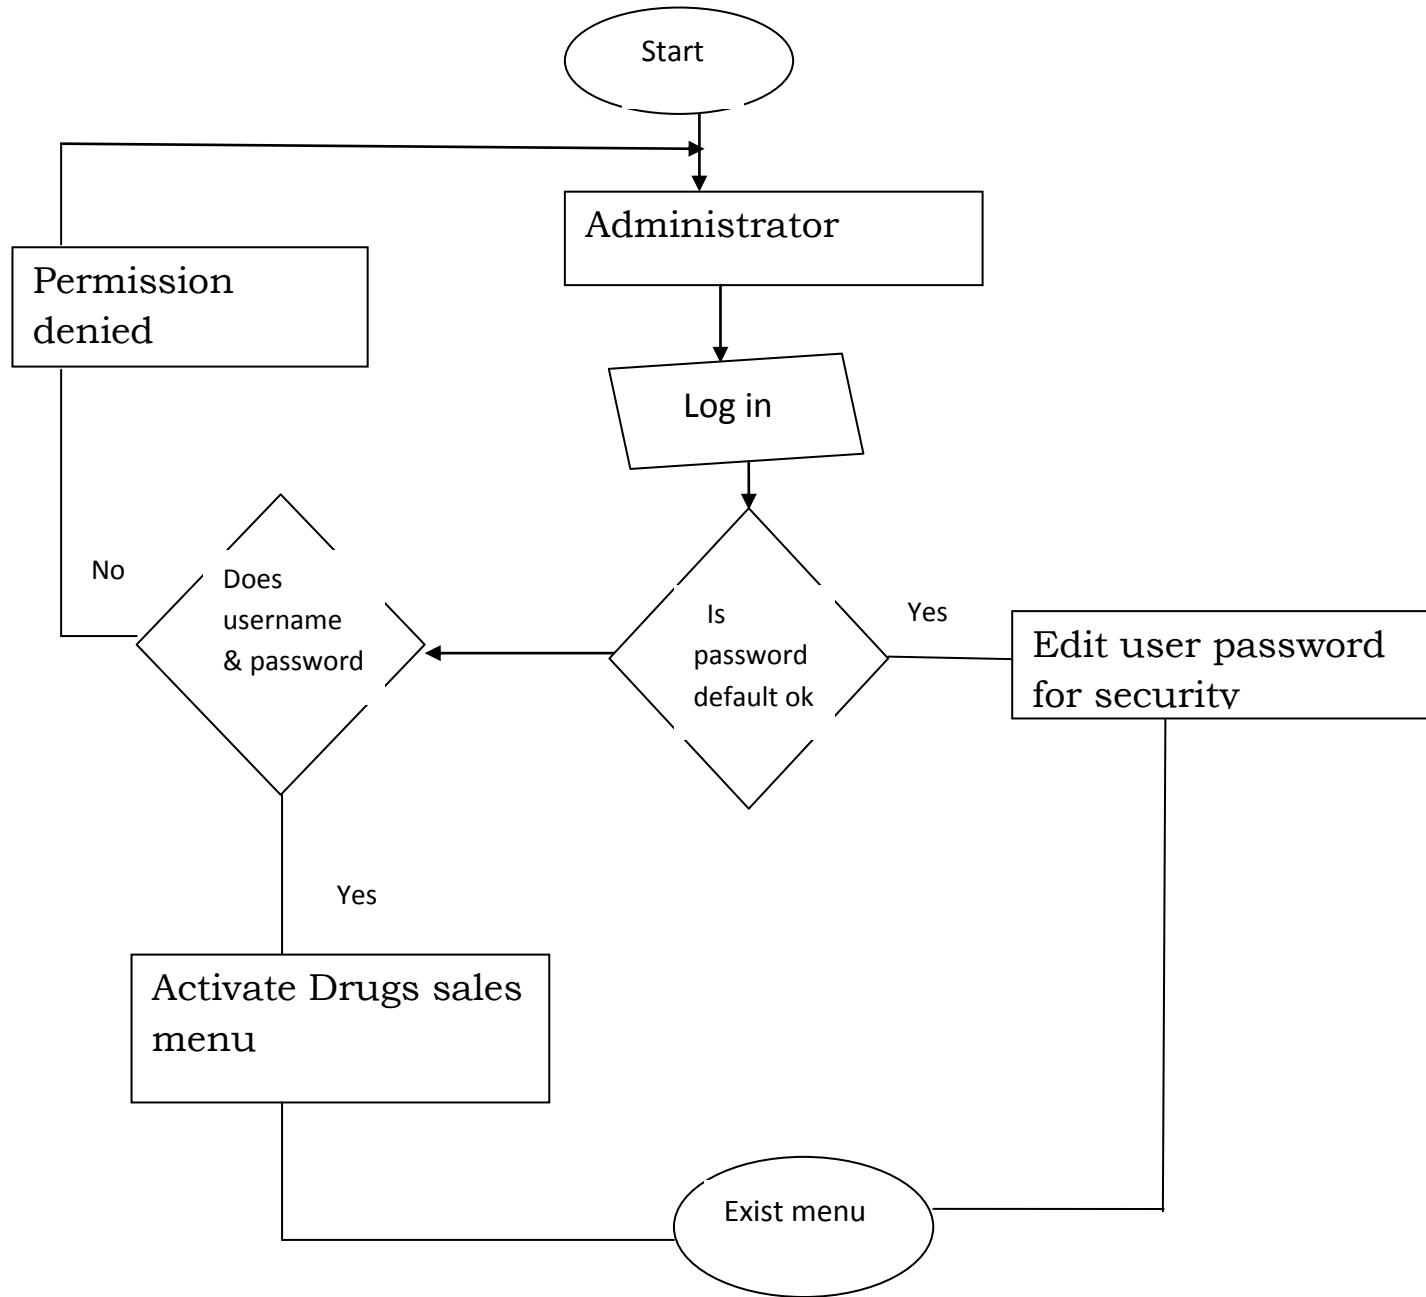 Start
Administrator
Permission
denied
Log in
No
Does
username
& password
Is
password
default ok
Yes
Edit user password
for security
Yes
Activate Drugs sales
menu
Exist menu